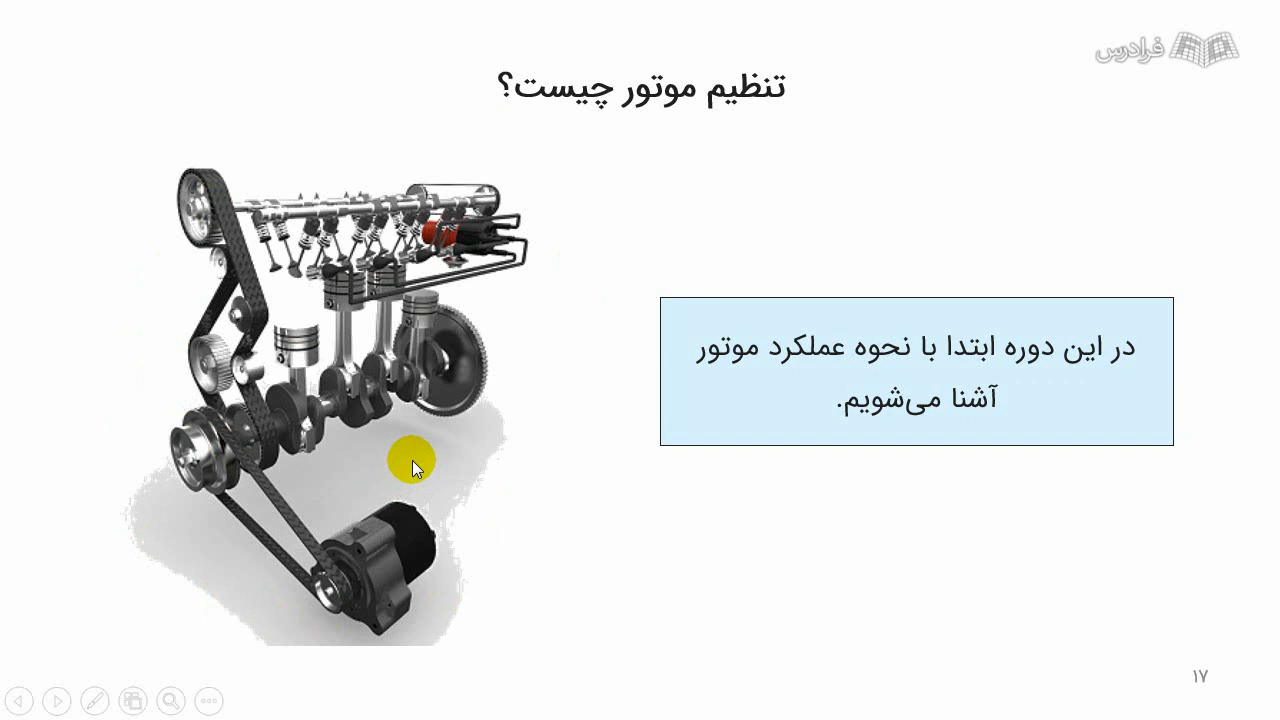 فرادرس
تنظیم موتور چیست؟
در این دوره ابتدا با نحوه عملکرد موتور
آشنا می‌شویم.
۱۷